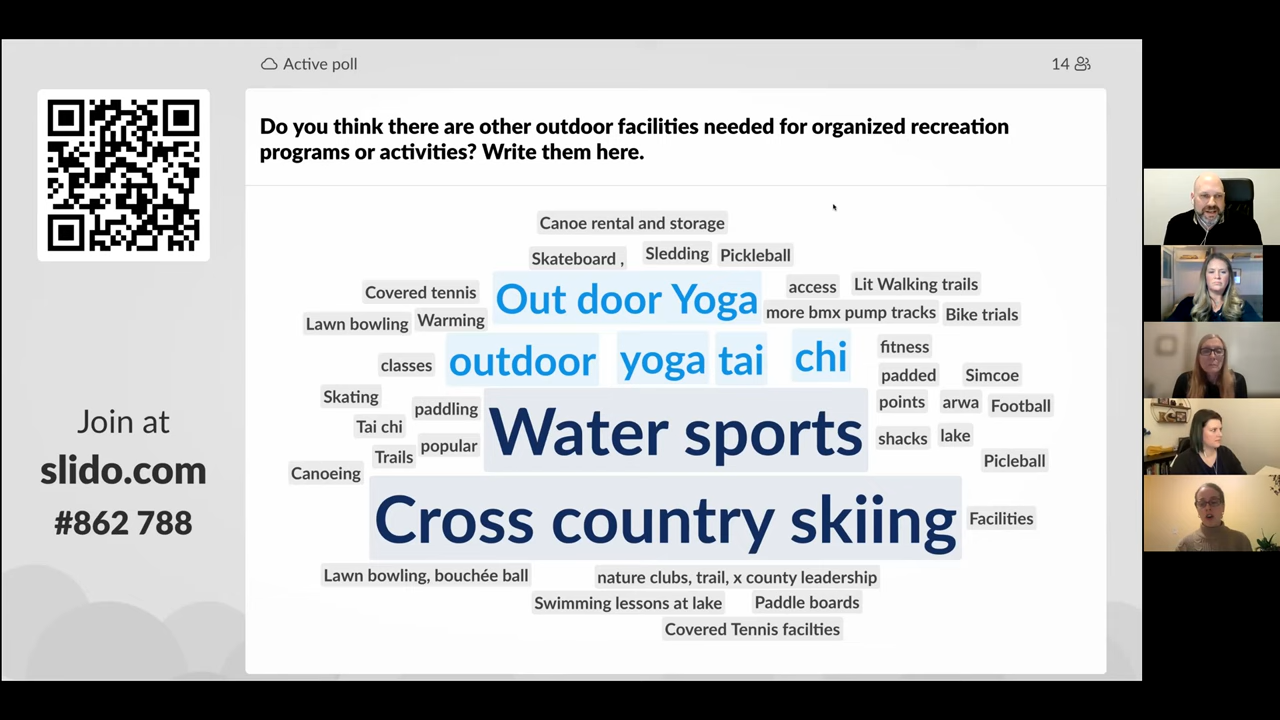 Active poll
14
Do you think there are other outdoor facilities needed for organized recreation
programs or activities? Write them here.
Canoe rental and storage
Skateboard ,
Sledding
Pickleball
Covered tennis
Out door Yoga
access
Lit Walking trails
Lawn bowling
Warming
more bmx pump tracks
Bike trials
classes
outdoor
yoga
tai
chi
fitness
padded
Simcoe
Skating
paddling
Water sports
points
arwa
Football
Tai chi
popular
shacks
lake
Trails
Canoeing
Picleball
Cross country skiing
Facilities
Lawn bowling, bouchée ball
nature clubs, trail, x county leadership
Swimming lessons at lake
Paddle boards
Covered Tennis facilties
Join at
slido.com
#862 788